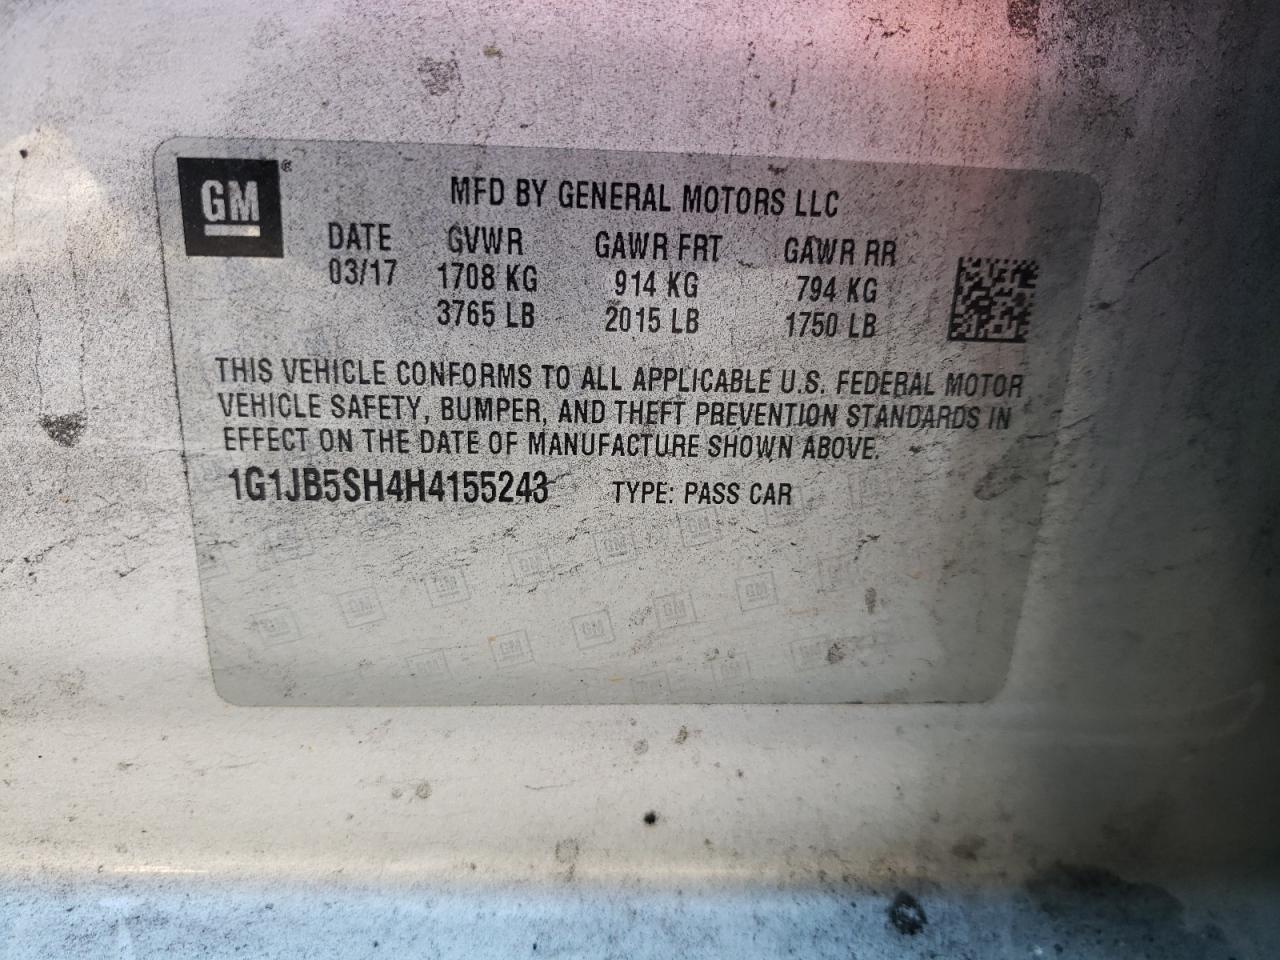 GM®
MFD BY GENERAL MOTORS LLC
DATE GVWR GAWR FRT GAWR RR
03/17 1708 KG 914 KG 794 KG
3765 LB 2015 LB 1750 LB
THIS VEHICLE CONFORMS TO ALL APPLICABLE U.S. FEDERAL MOTOR
VEHICLE SAFETY, BUMPER, AND THEFT PREVENTION STANDARDS IN
EFFECT ON THE DATE OF MANUFACTURE SHOWN ABOVE.
1G1JB5SH4H4155243 TYPE: PASS CAR